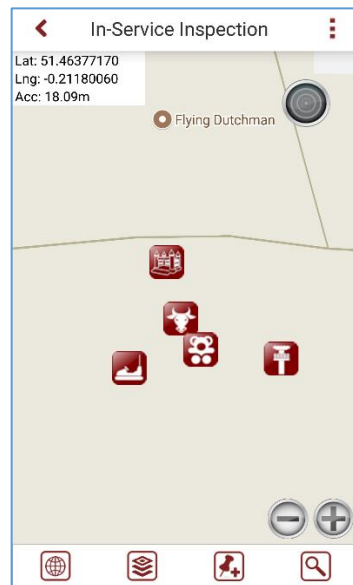 In-Service Inspection
Lat: 51.46377170
Lng: -0.21180060
Acc: 18.09m
Flying Dutchman